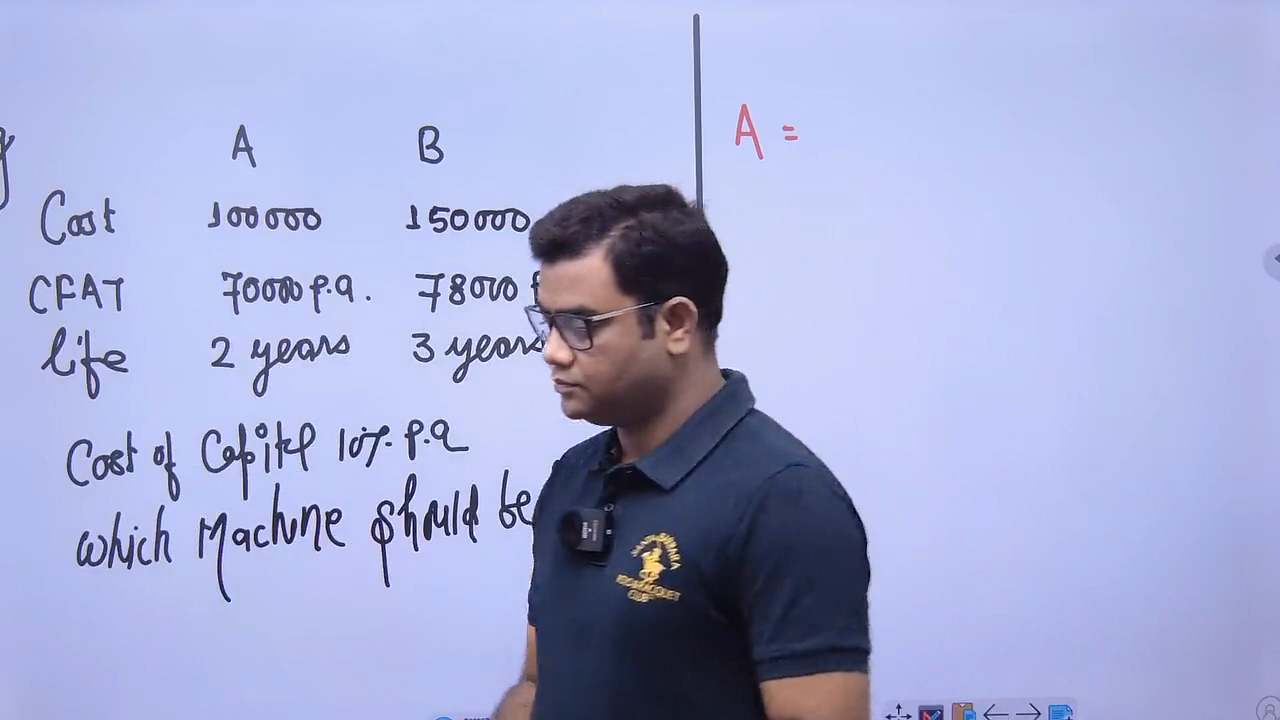 A B
Cost 100000 150000
CFAT 70000 p.a. 78000
life 2 years 3 years
Cost of Capital 10% p.a
which Machine should be
A =